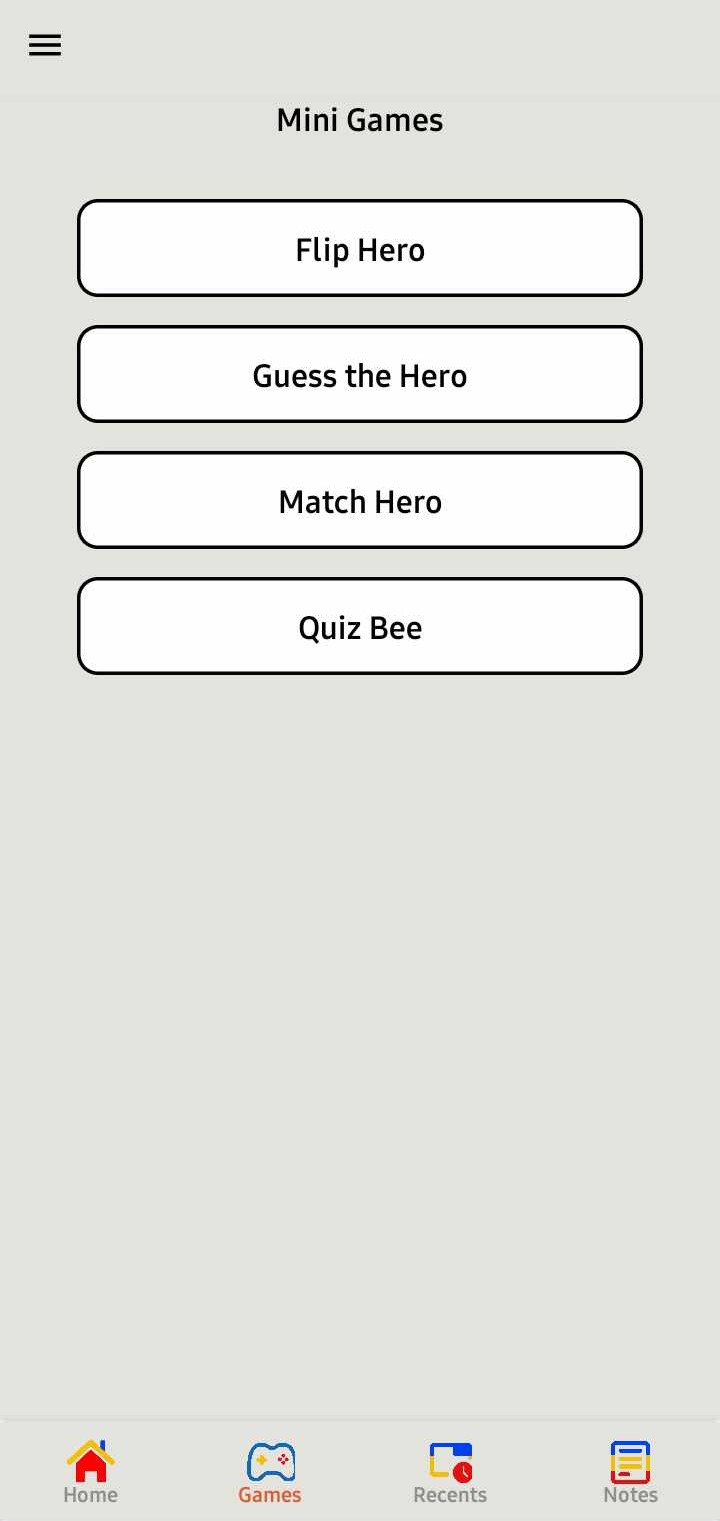 Mini Games
Flip Hero
Guess the Hero
Match Hero
Quiz Bee
Home
Games
Recents
Notes